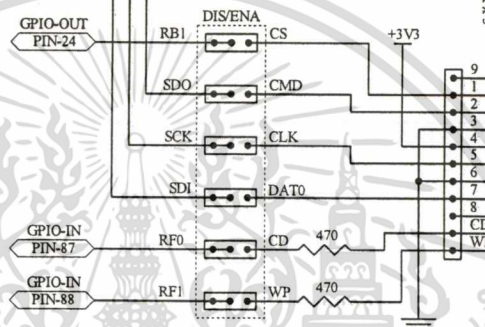 DIS/ENA
GPIO-OUT
PIN-24
RB1
CS
+3V3
SDO
CMD
SCK
CLK
SDI
DAT0
GPIO-IN
PIN-87
RF0
CD
470
GPIO-IN
PIN-88
RF1
WP
470
9
1
2
3
4
5
6
7
8
CD
W